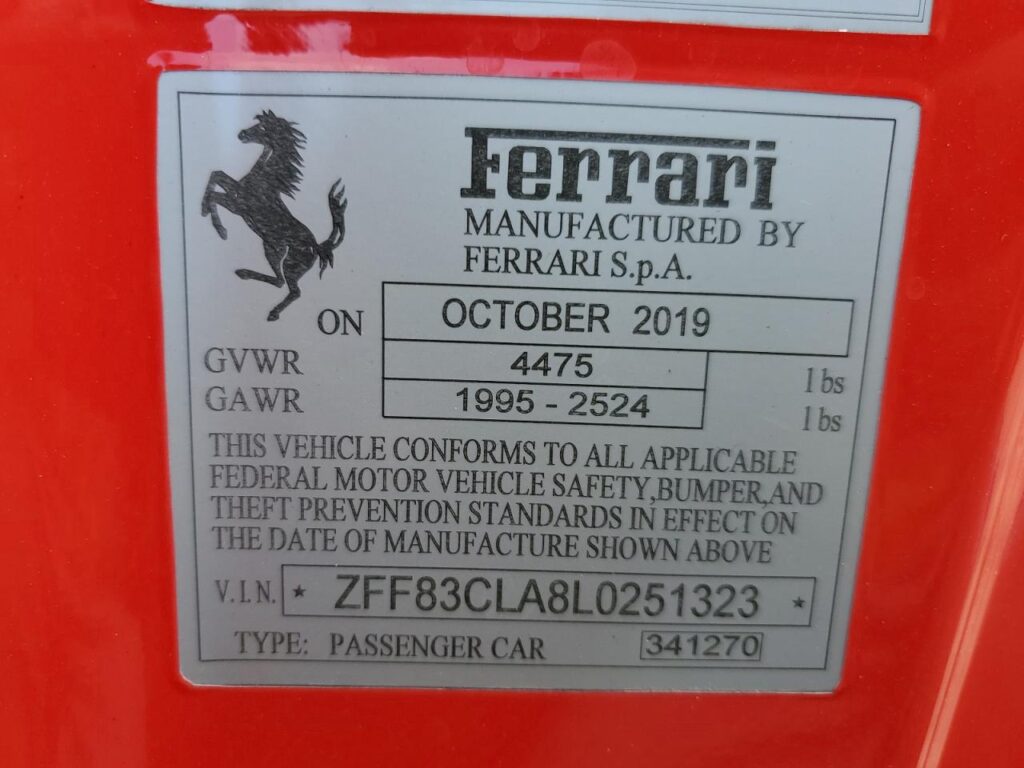 Ferrari
MANUFACTURED BY
FERRARI S.p.A.
ON OCTOBER 2019
GVWR 4475 lbs
GAWR 1995 - 2524 lbs
THIS VEHICLE CONFORMS TO ALL APPLICABLE
FEDERAL MOTOR VEHICLE SAFETY,BUMPER,AND
THEFT PREVENTION STANDARDS IN EFFECT ON
THE DATE OF MANUFACTURE SHOWN ABOVE
V.I.N. * ZFF83CLA8L0251323 *
TYPE: PASSENGER CAR 341270